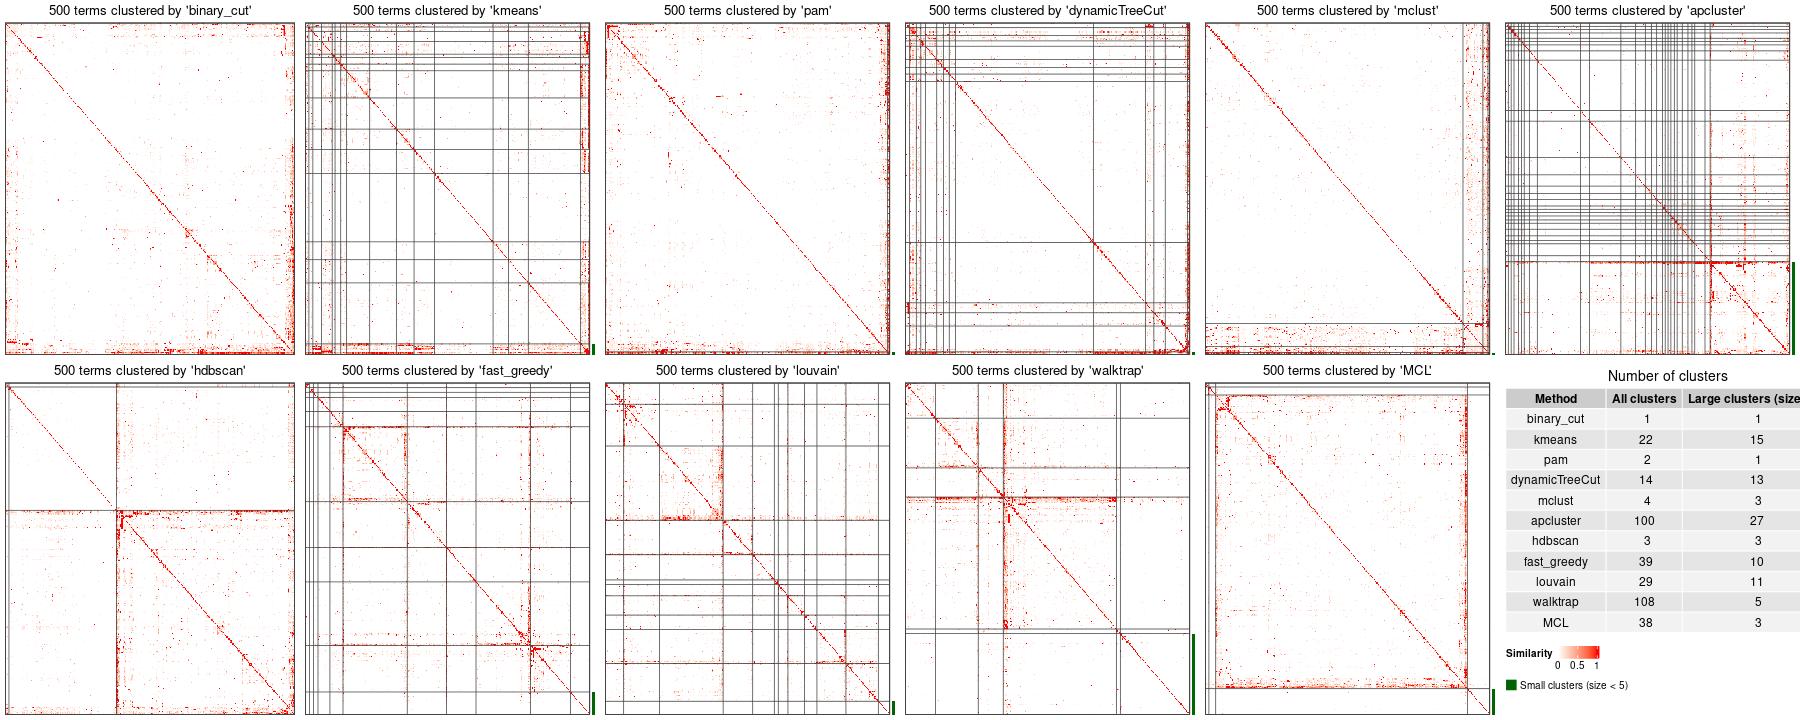 500 terms clustered by 'binary_cut'
500 terms clustered by 'kmeans'
500 terms clustered by 'pam'
500 terms clustered by 'dynamicTreeCut'
500 terms clustered by 'mclust'
500 terms clustered by 'apcluster'
500 terms clustered by 'hdbscan'
500 terms clustered by 'fast_greedy'
500 terms clustered by 'louvain'
500 terms clustered by 'walktrap'
500 terms clustered by 'MCL'
Number of clusters
Method All clusters Large clusters (size
binary_cut 1 1
kmeans 22 15
pam 2 1
dynamicTreeCut 14 13
mclust 4 3
apcluster 100 27
hdbscan 3 3
fast_greedy 39 10
louvain 29 11
walktrap 108 5
MCL 38 3
Similarity
0 0.5 1
Small clusters (size < 5)